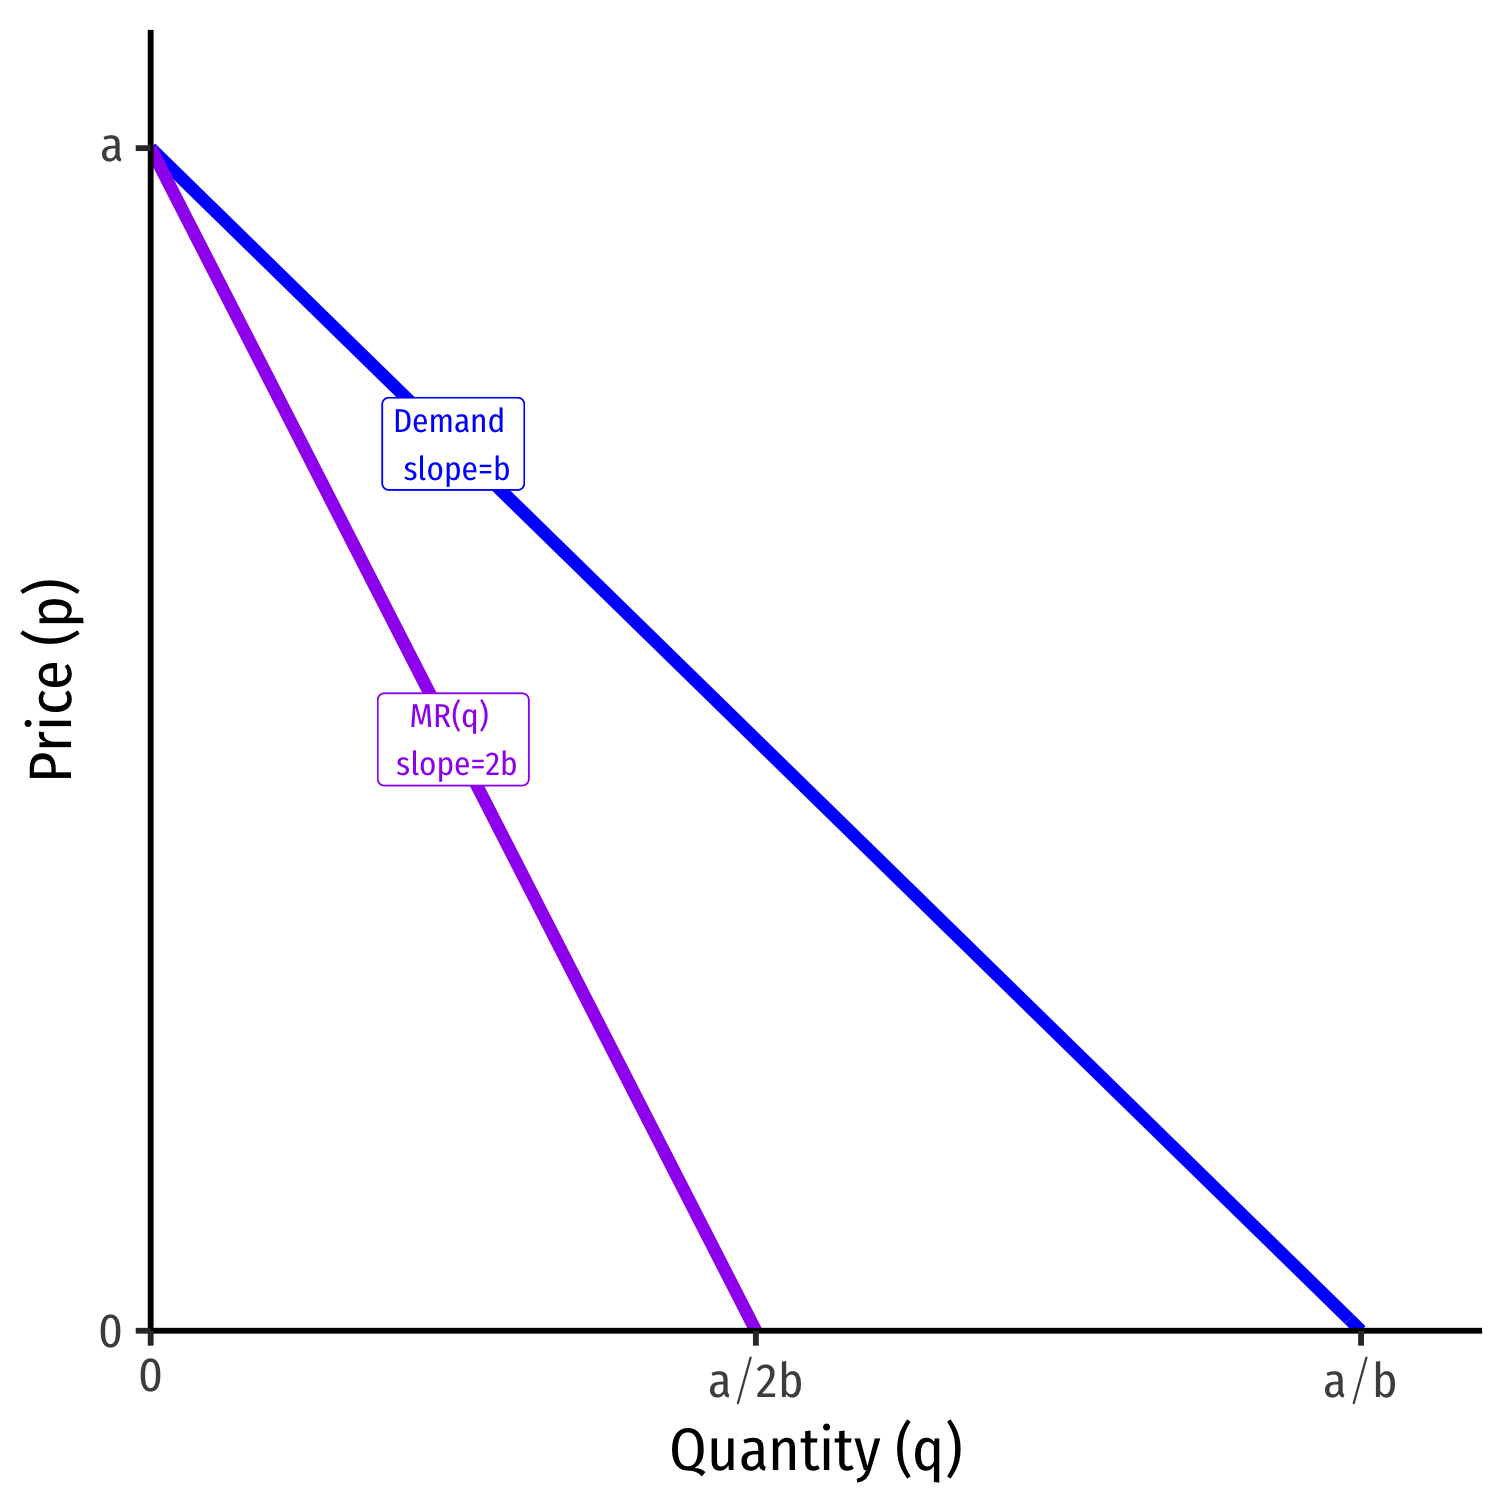 a
Demand
slope=b
Price (p)
MR(q)
slope=2b
0
0
a/2b
a/b
Quantity (q)